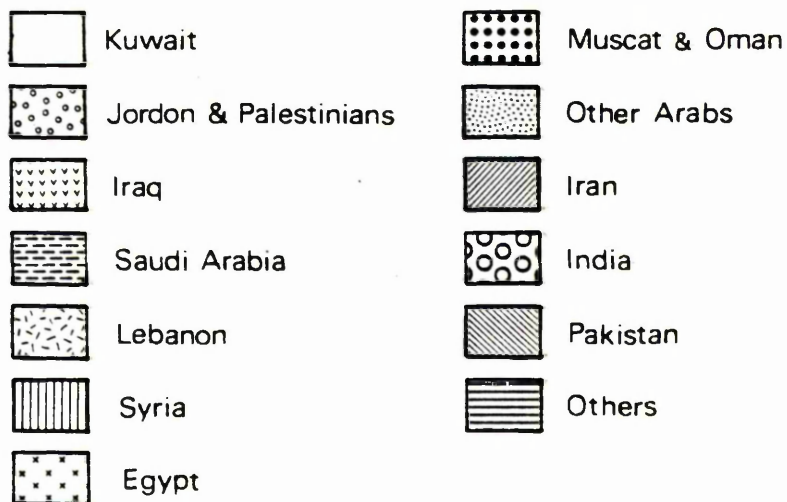 Kuwait
Jordon & Palestinians
Iraq
Saudi Arabia
Lebanon
Syria
Egypt
Muscat & Oman
Other Arabs
Iran
India
Pakistan
Others